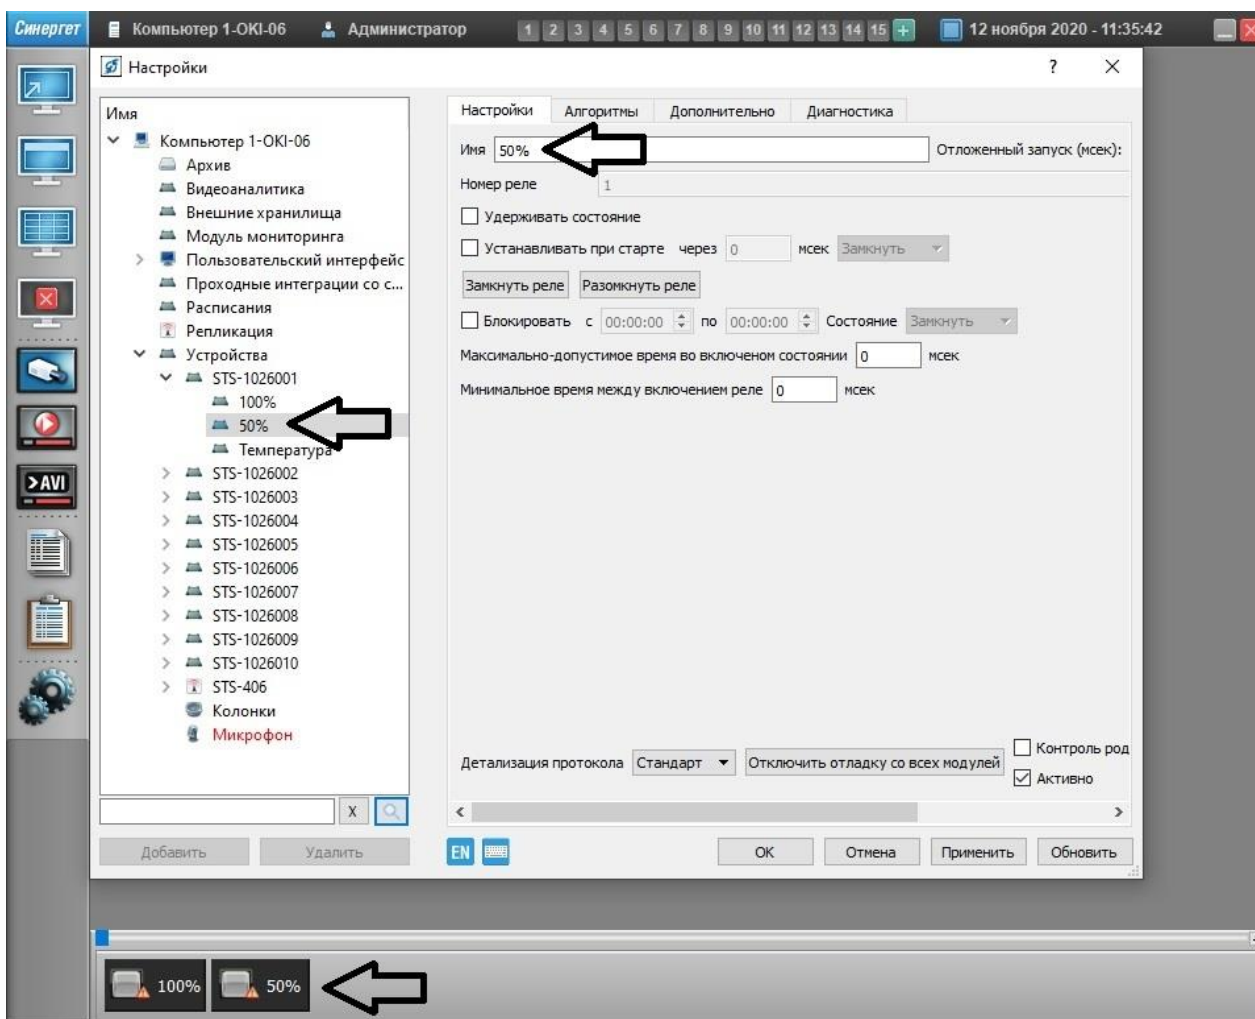 Синергет Компьютер 1-OKI-06 Администратор 1 2 3 4 5 6 7 8 9 10 11 12 13 14 15 + 12 ноября 2020 - 11:35:42
Настройки ? X
Имя
Компьютер 1-OKI-06
Архив
Видеоаналитика
Внешние хранилища
Модуль мониторинга
Пользовательский интерфейс
Проходные интеграции со с...
Расписания
Репликация
Устройства
STS-1026001
100%
50%
Температура
STS-1026002
STS-1026003
STS-1026004
STS-1026005
STS-1026006
STS-1026007
STS-1026008
STS-1026009
STS-1026010
STS-406
Колонки
Микрофон
X
Добавить Удалить
>AVI
Настройки Алгоритмы Дополнительно Диагностика
Имя 50% Отложенный запуск (мсек):
Номер реле 1
Удерживать состояние
Устанавливать при старте через 0 мсек Замкнуть
Замкнуть реле Разомкнуть реле
Блокировать с 00:00:00 по 00:00:00 Состояние Замкнуть
Максимально-допустимое время во включеном состоянии 0 мсек
Минимальное время между включением реле 0 мсек
Контроль род
Детализация протокола Стандарт Отключить отладку со всех модулей
Активно
EN OK Отмена Применить Обновить
100% 50%